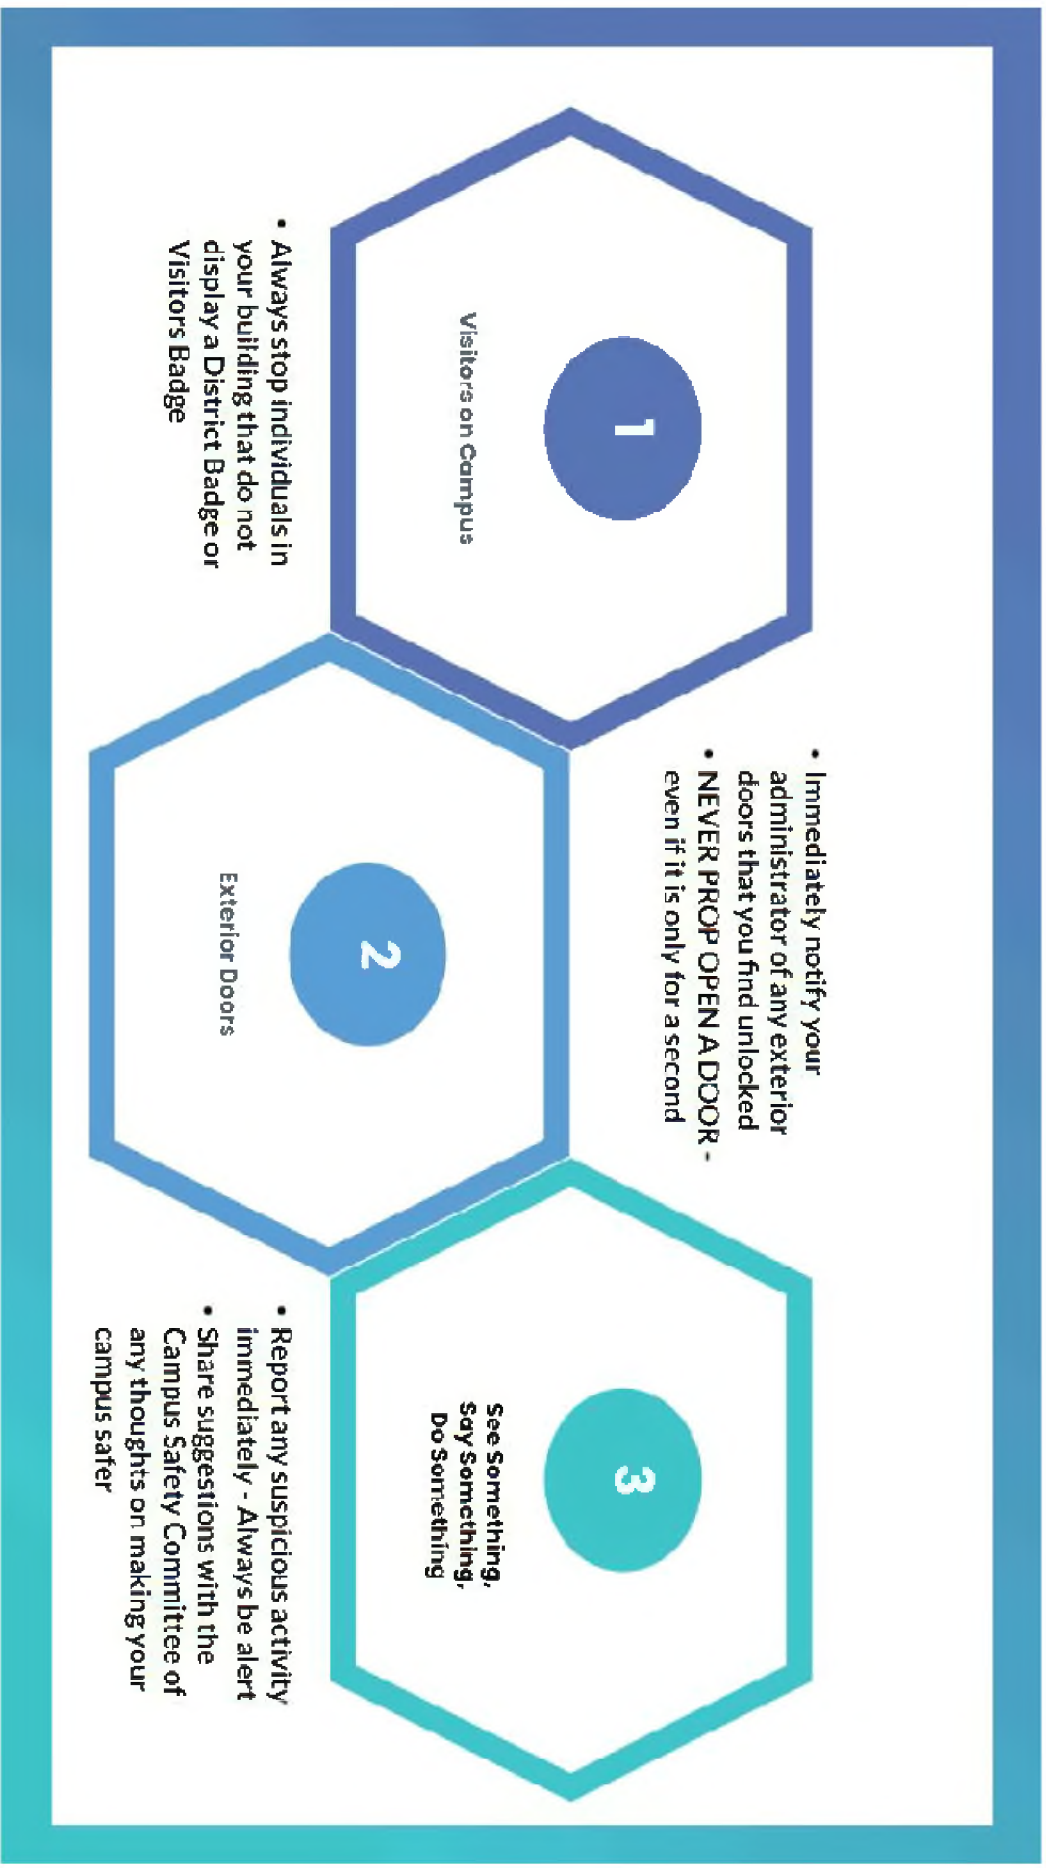 1
Visitors on Campus
• Always stop individuals in
your building that do not
display a District Badge or
Visitors Badge
• Immediately notify your
administrator of any exterior
doors that you find unlocked
• NEVER PROP OPEN A DOOR -
even if it is only for a second
2
Exterior Doors
3
See Something,
Say Something,
Do Something
• Report any suspicious activity
immediately - Always be alert
• Share suggestions with the
Campus Safety Committee of
any thoughts on making your
campus safer